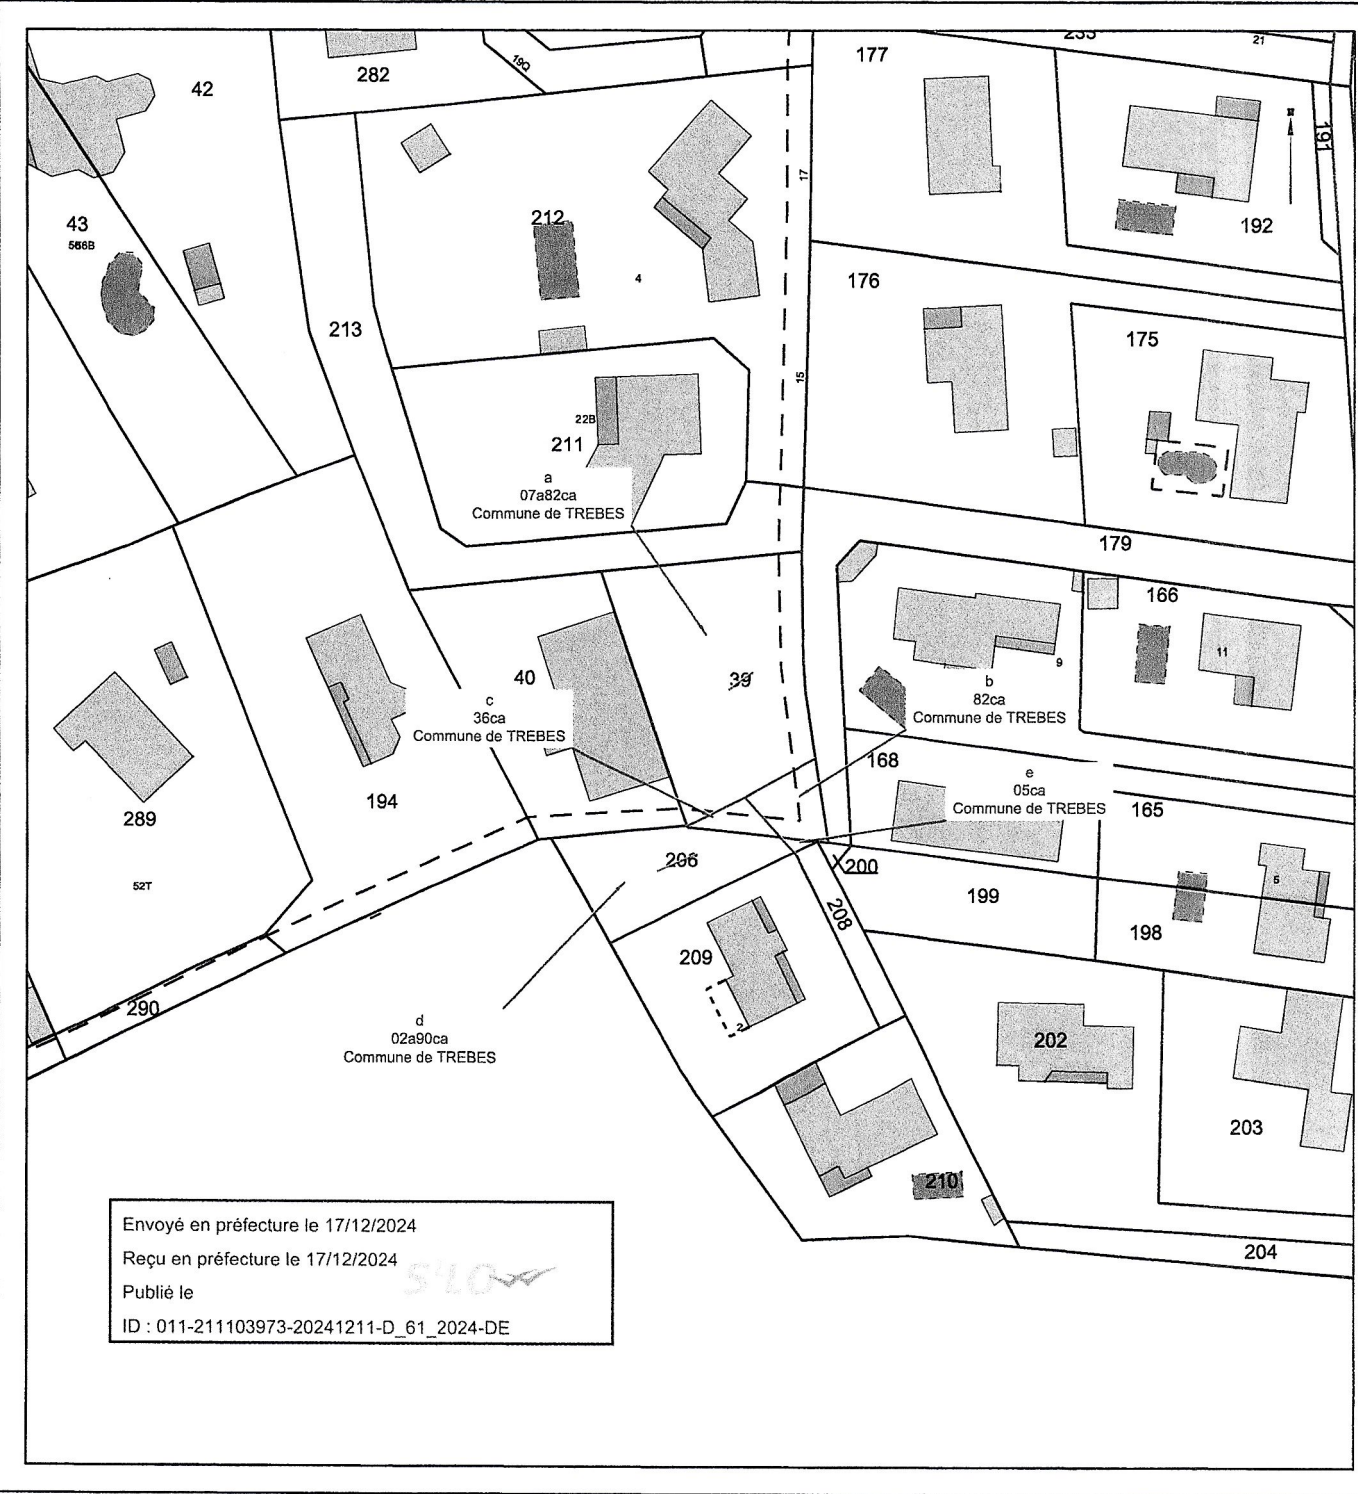 233
21
177
19Q
282
42
191
17
212
43
566B
192
4
176
213
175
15
22B
211
a
07a82ca
Commune de TREBES
179
166
11
9
40
39
b
82ca
Commune de TREBES
c
36ca
Commune de TREBES
168
e
05ca
Commune de TREBES
165
194
289
206
200
5
52T
199
208
198
209
290
2
d
02a90ca
Commune de TREBES
202
203
210
204
Envoyé en préfecture le 17/12/2024
Reçu en préfecture le 17/12/2024
Publié le
S²LO
ID : 011-211103973-20241211-D_61_2024-DE